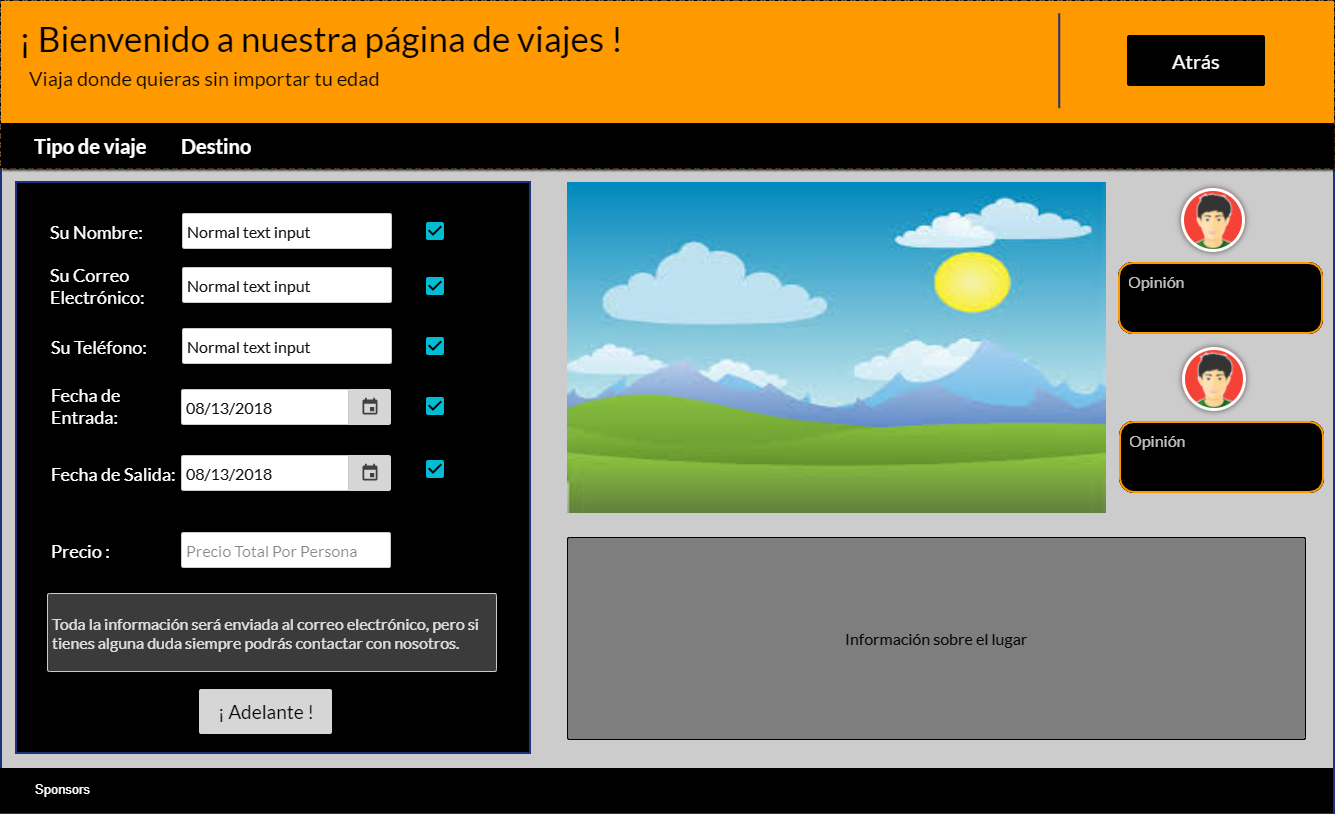 ¡ Bienvenido a nuestra página de viajes !
Viaja donde quieras sin importar tu edad
Atrás
Tipo de viaje
Destino
Su Nombre:
Normal text input
Su Correo
Electrónico:
Normal text input
Su Teléfono:
Normal text input
Fecha de
Entrada:
08/13/2018
Fecha de Salida:
08/13/2018
Precio :
Precio Total Por Persona
Toda la información será enviada al correo electrónico, pero si
tienes alguna duda siempre podrás contactar con nosotros.
¡ Adelante !
Opinión
Opinión
Información sobre el lugar
Sponsors